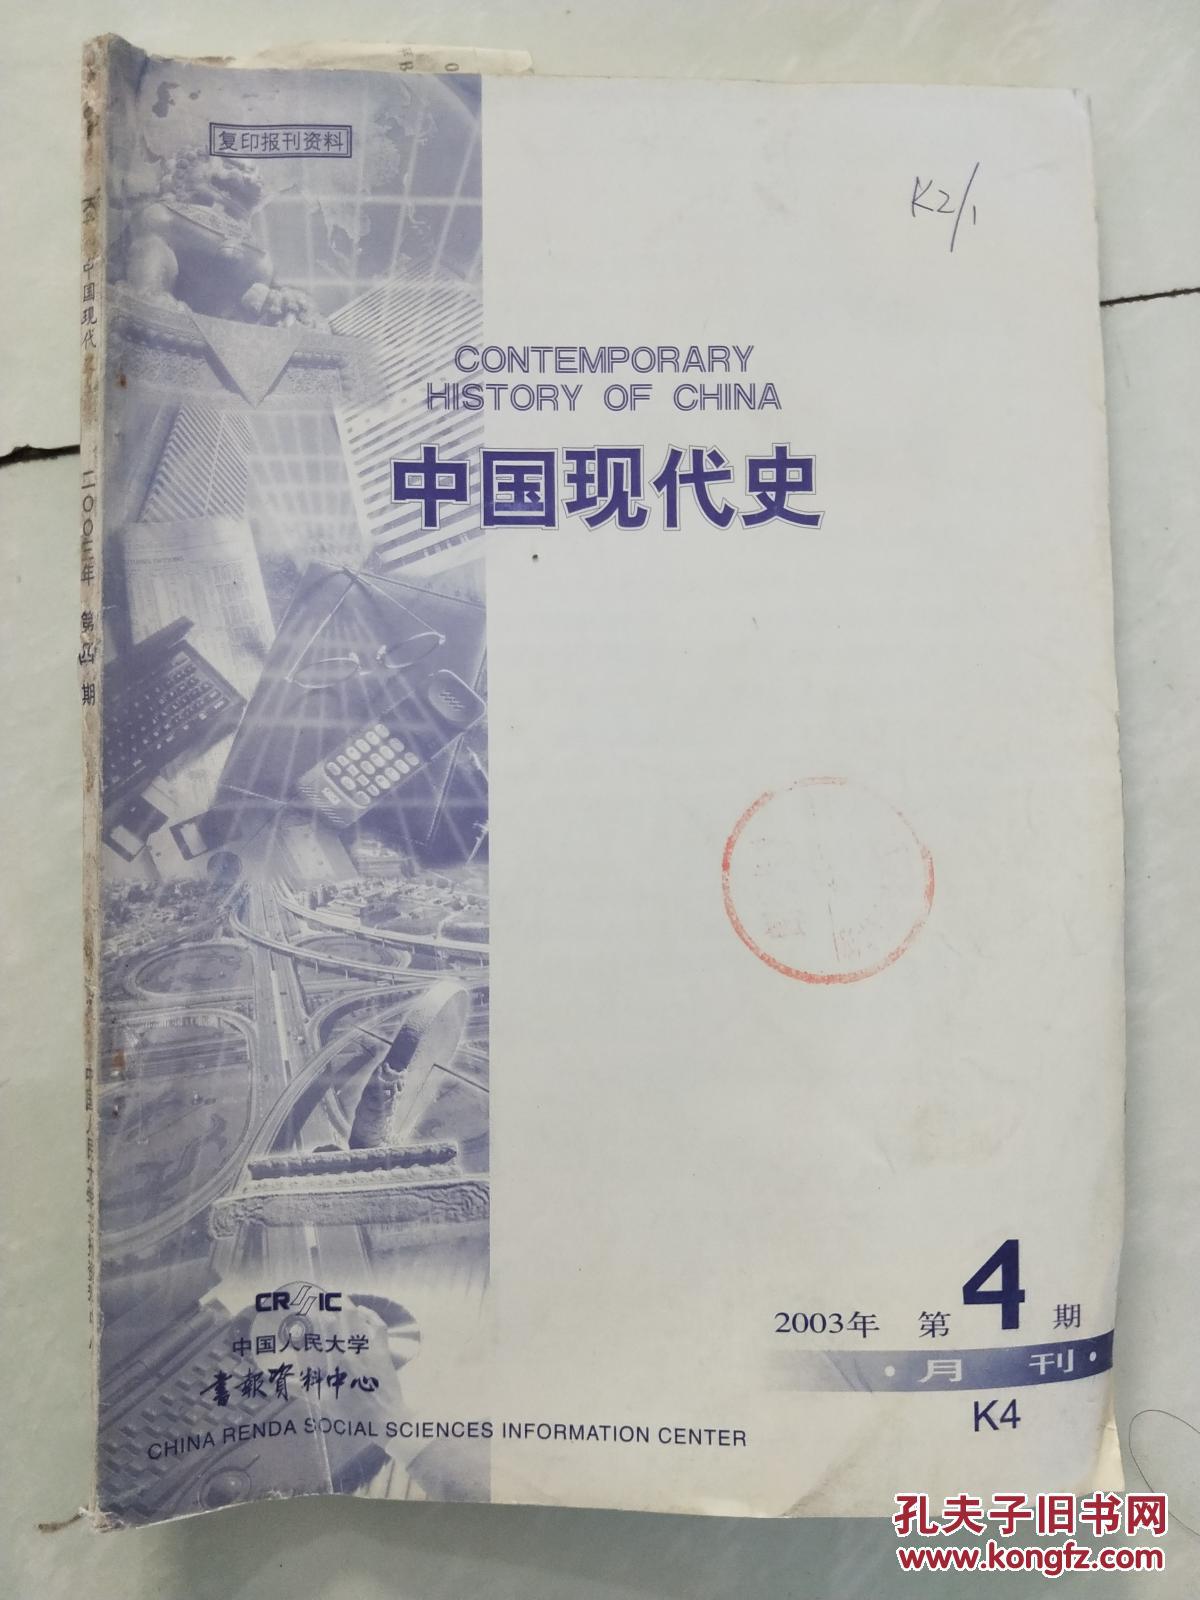 复印报刊资料
K2/1
CONTEMPORARY
HISTORY OF CHINA
中国现代史
K4 中国现代史 二〇〇三年 第四期
2003年 第4期
·月 刊·
K4
CRSSIC
中国人民大学
書報資料中心
CHINA RENDA SOCIAL SCIENCES INFORMATION CENTER
孔夫子旧书网
www.kongfz.com